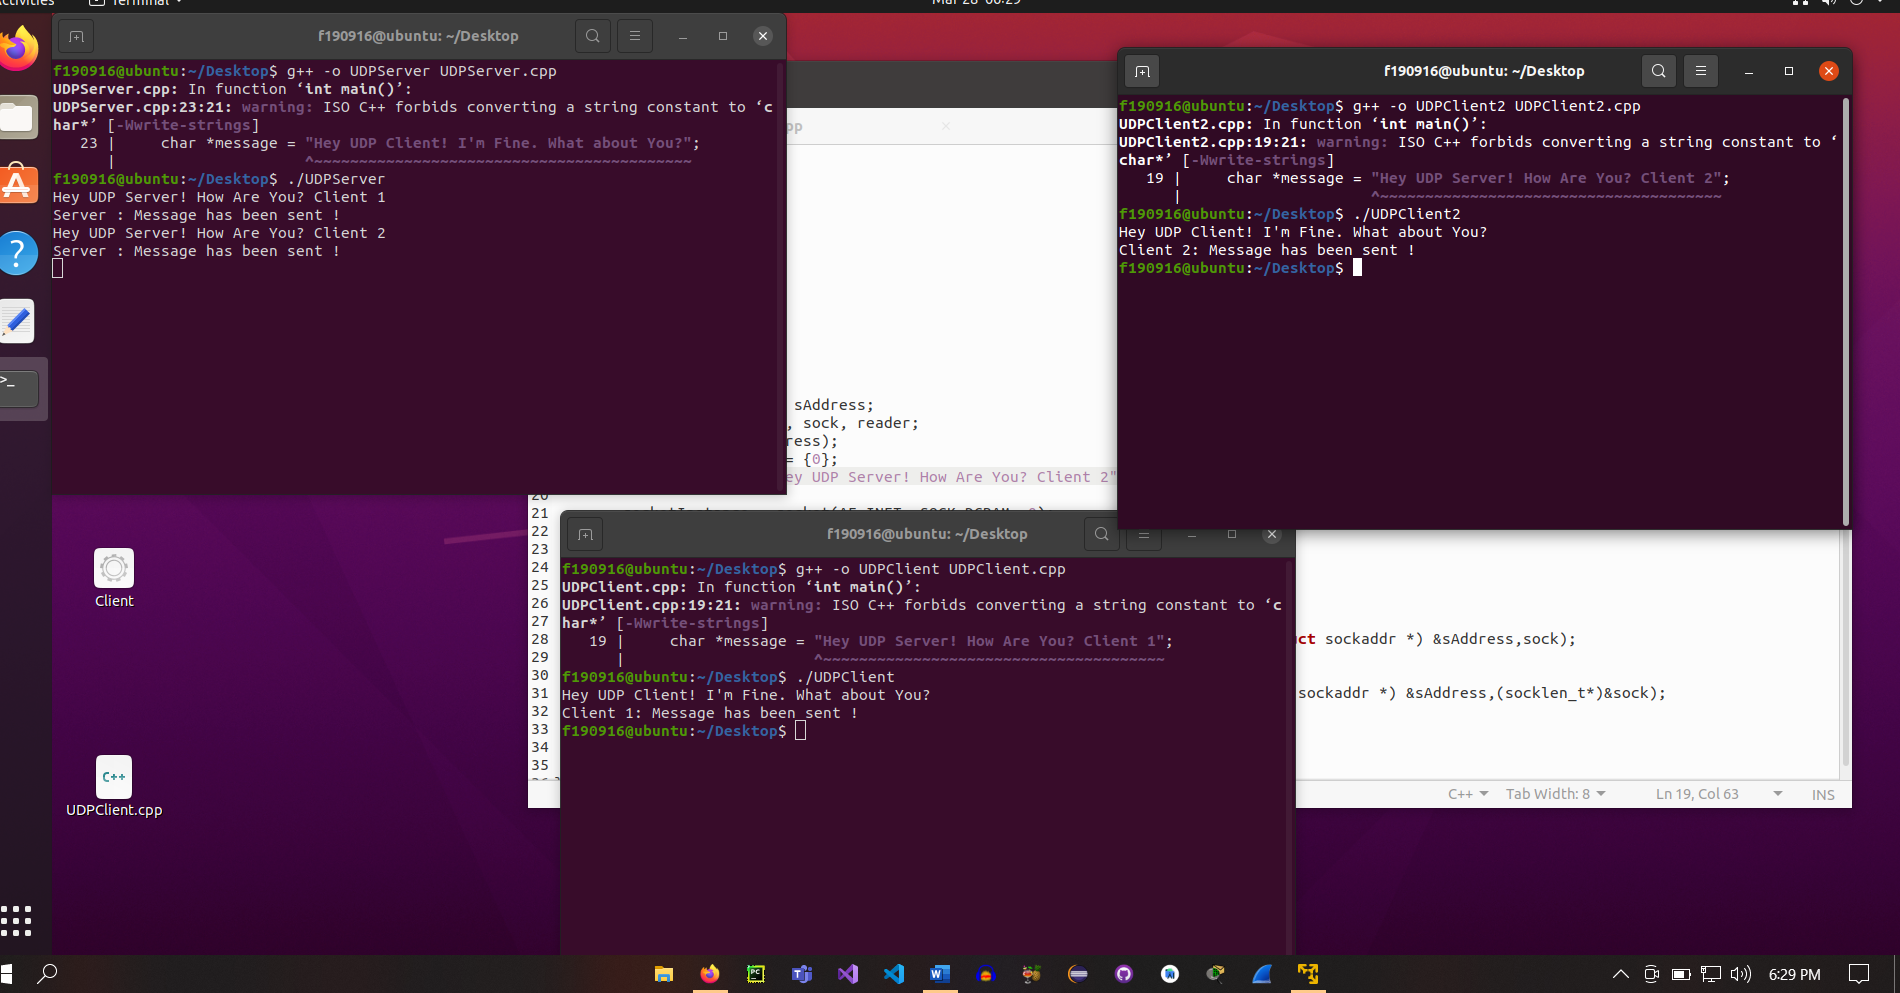 Activities
Terminal
Mar 28 06:29
f190916@ubuntu: ~/Desktop
f190916@ubuntu:~/Desktop$ g++ -o UDPServer UDPServer.cpp
UDPServer.cpp: In function ‘int main()’:
UDPServer.cpp:23:21: warning: ISO C++ forbids converting a string constant to ‘c
har*’ [-Wwrite-strings]
23 |     char *message = "Hey UDP Client! I'm Fine. What about You?";
|                     ^~~~~~~~~~~~~~~~~~~~~~~~~~~~~~~~~~~~~~~~~~~
f190916@ubuntu:~/Desktop$ ./UDPServer
Hey UDP Server! How Are You? Client 1
Server : Message has been sent !
Hey UDP Server! How Are You? Client 2
Server : Message has been sent !
f190916@ubuntu: ~/Desktop
f190916@ubuntu:~/Desktop$ g++ -o UDPClient2 UDPClient2.cpp
UDPClient2.cpp: In function ‘int main()’:
UDPClient2.cpp:19:21: warning: ISO C++ forbids converting a string constant to ‘
char*’ [-Wwrite-strings]
19 |     char *message = "Hey UDP Server! How Are You? Client 2";
|                     ^~~~~~~~~~~~~~~~~~~~~~~~~~~~~~~~~~~~~~~
f190916@ubuntu:~/Desktop$ ./UDPClient2
Hey UDP Client! I'm Fine. What about You?
Client 2: Message has been sent !
f190916@ubuntu:~/Desktop$
pp
sAddress;
, sock, reader;
ress);
= {0};
ey UDP Server! How Are You? Client 2"
20
21
22
23
24
25
26
27
28 ct sockaddr *) &sAddress,sock);
29
30
31 sockaddr *) &sAddress,(socklen_t*)&sock);
32
33
34
35
C++ Tab Width: 8 Ln 19, Col 63 INS
f190916@ubuntu: ~/Desktop
f190916@ubuntu:~/Desktop$ g++ -o UDPClient UDPClient.cpp
UDPClient.cpp: In function ‘int main()’:
UDPClient.cpp:19:21: warning: ISO C++ forbids converting a string constant to ‘c
har*’ [-Wwrite-strings]
19 |     char *message = "Hey UDP Server! How Are You? Client 1";
|                     ^~~~~~~~~~~~~~~~~~~~~~~~~~~~~~~~~~~~~~~
f190916@ubuntu:~/Desktop$ ./UDPClient
Hey UDP Client! I'm Fine. What about You?
Client 1: Message has been sent !
f190916@ubuntu:~/Desktop$
Client
C++
UDPClient.cpp
6:29 PM